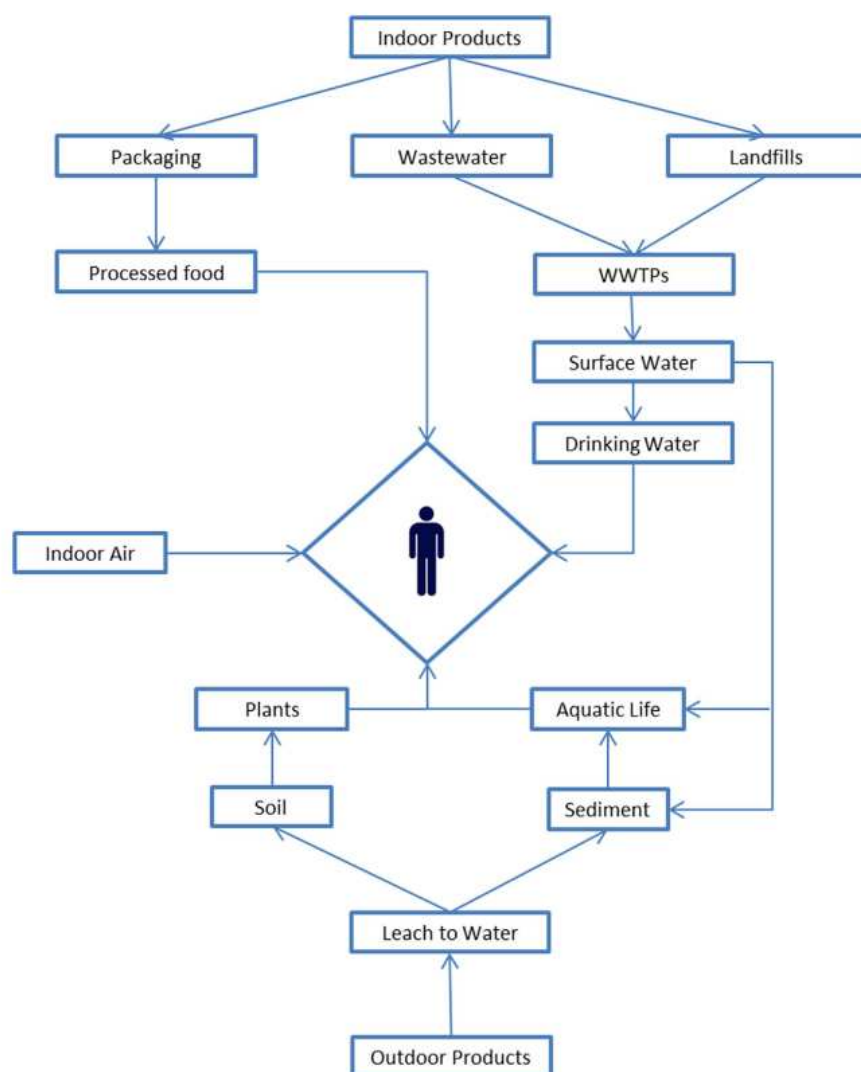 Indoor Products
Packaging
Wastewater
Landfills
Processed food
WWTPs
Surface Water
Drinking Water
Indoor Air
Plants
Aquatic Life
Soil
Sediment
Leach to Water
Outdoor Products